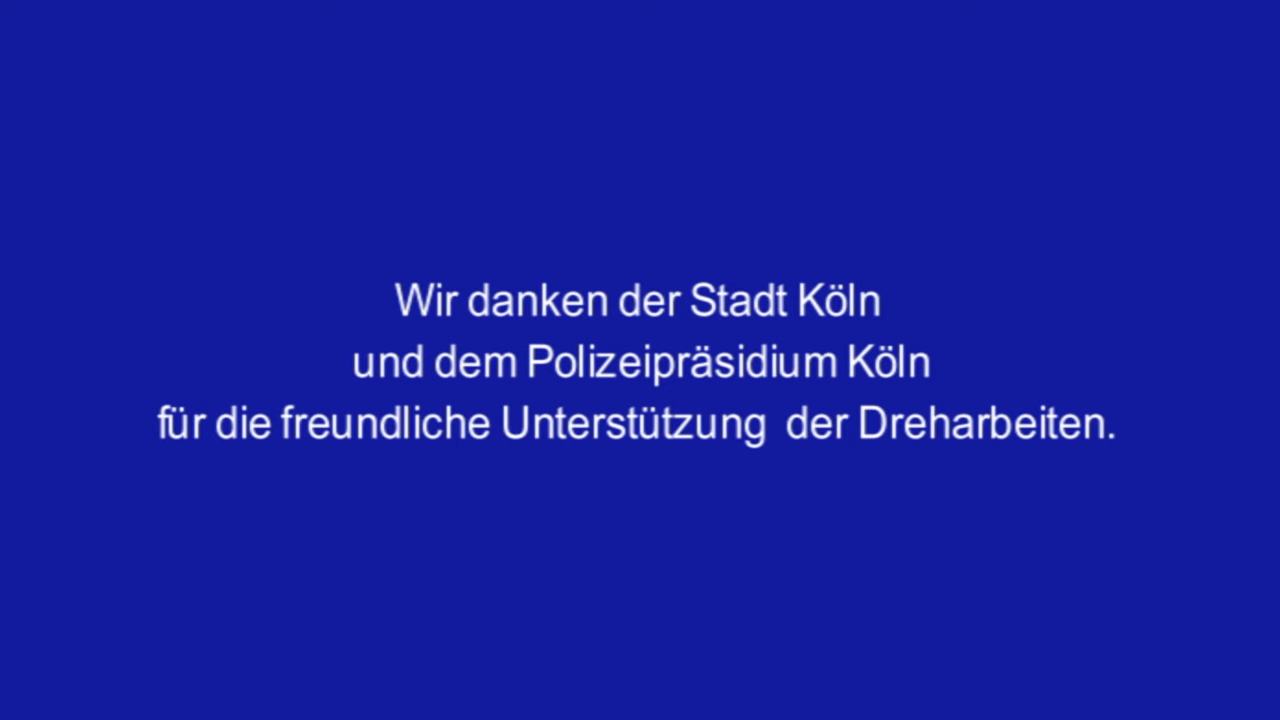 Wir danken der Stadt Köln
und dem Polizeipräsidium Köln
für die freundliche Unterstützung  der Dreharbeiten.